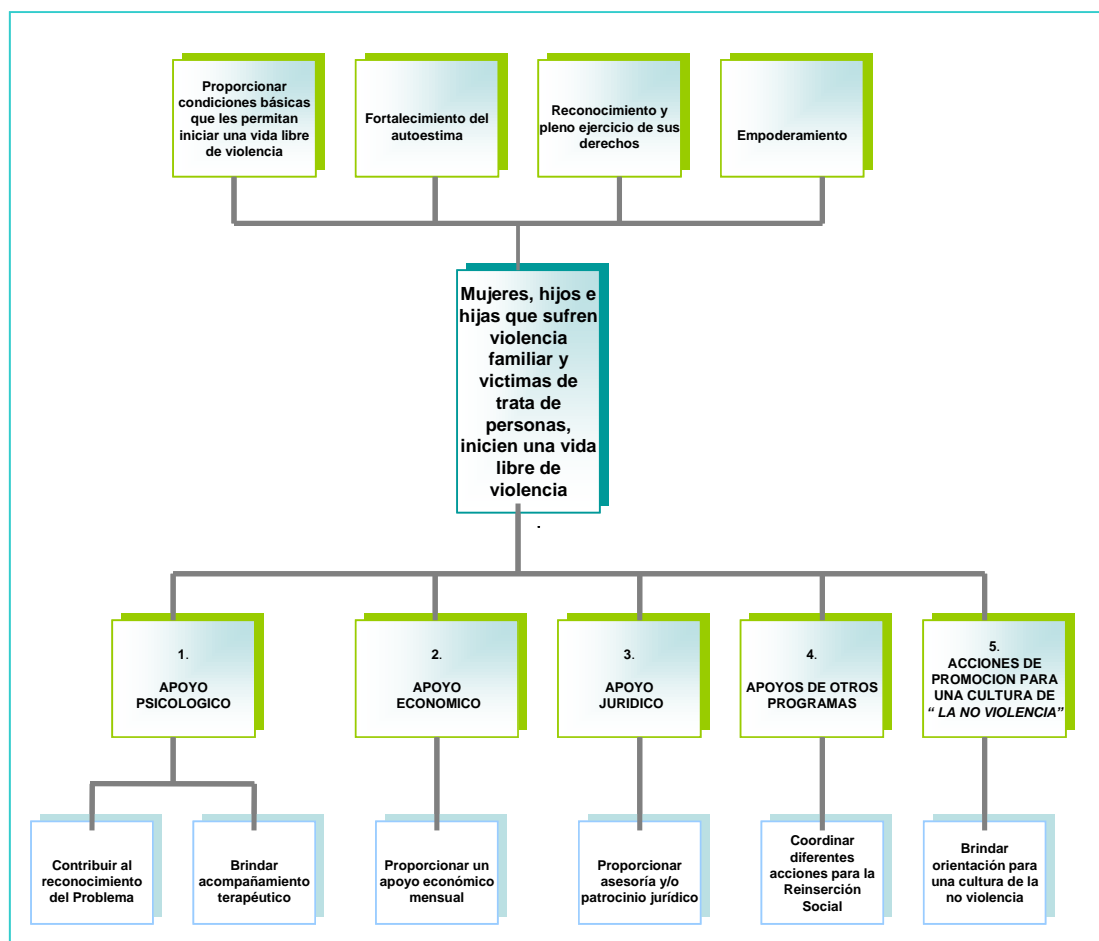 Proporcionar
condiciones básicas
que les permitan
iniciar una vida libre
de violencia
Fortalecimiento del
autoestima
Reconocimiento y
pleno ejercicio de sus
derechos
Empoderamiento
Mujeres, hijos e
hijas que sufren
violencia
familiar y
victimas de
trata de
personas,
inicien una vida
libre de
violencia
.
1.
APOYO
PSICOLOGICO
2.
APOYO
ECONOMICO
3.
APOYO
JURIDICO
4.
APOYOS DE OTROS
PROGRAMAS
5.
ACCIONES DE
PROMOCION PARA
UNA CULTURA DE
“ LA NO VIOLENCIA”
Contribuir al
reconocimiento
del Problema
Brindar
acompañamiento
terapéutico
Proporcionar un
apoyo económico
mensual
Proporcionar
asesoría y/o
patrocinio jurídico
Coordinar
diferentes
acciones para la
Reinserción
Social
Brindar
orientación para
una cultura de la
no violencia